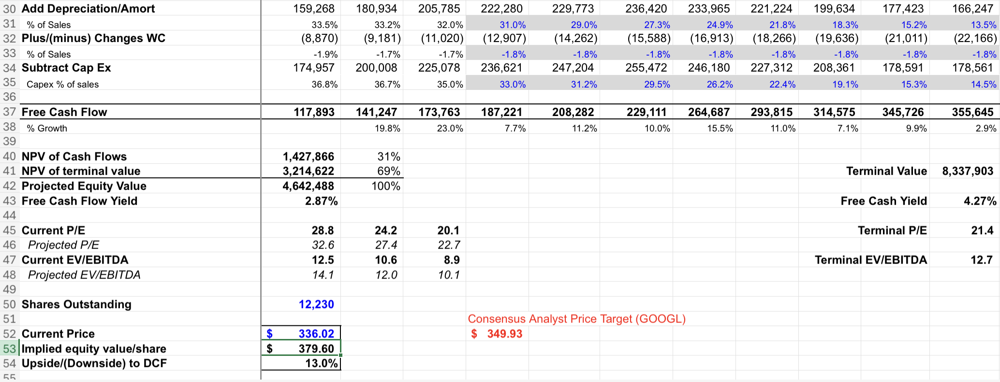 30 Add Depreciation/Amort 159,268 180,934 205,785 222,280 229,773 236,420 233,965 221,224 199,634 177,423 166,247
31 % of Sales 33.5% 33.2% 32.0% 31.0% 29.0% 27.3% 24.9% 21.8% 18.3% 15.2% 13.5%
32 Plus/(minus) Changes WC (8,870) (9,181) (11,020) (12,907) (14,262) (15,588) (16,913) (18,266) (19,636) (21,011) (22,166)
33 % of Sales -1.9% -1.7% -1.7% -1.8% -1.8% -1.8% -1.8% -1.8% -1.8% -1.8% -1.8%
34 Subtract Cap Ex 174,957 200,008 225,078 236,621 247,204 255,472 246,180 227,312 208,361 178,591 178,561
35 Capex % of sales 36.8% 36.7% 35.0% 33.0% 31.2% 29.5% 26.2% 22.4% 19.1% 15.3% 14.5%
36
37 Free Cash Flow 117,893 141,247 173,763 187,221 208,282 229,111 264,687 293,815 314,575 345,726 355,645
38 % Growth 19.8% 23.0% 7.7% 11.2% 10.0% 15.5% 11.0% 7.1% 9.9% 2.9%
39
40 NPV of Cash Flows 1,427,866 31%
41 NPV of terminal value 3,214,622 69% Terminal Value 8,337,903
42 Projected Equity Value 4,642,488 100%
43 Free Cash Flow Yield 2.87% Free Cash Yield 4.27%
44
45 Current P/E 28.8 24.2 20.1 Terminal P/E 21.4
46 Projected P/E 32.6 27.4 22.7
47 Current EV/EBITDA 12.5 10.6 8.9 Terminal EV/EBITDA 12.7
48 Projected EV/EBITDA 14.1 12.0 10.1
49
50 Shares Outstanding 12,230
51 Consensus Analyst Price Target (GOOGL)
52 Current Price $ 336.02 $ 349.93
53 Implied equity value/share $ 379.60
54 Upside/(Downside) to DCF 13.0%
55